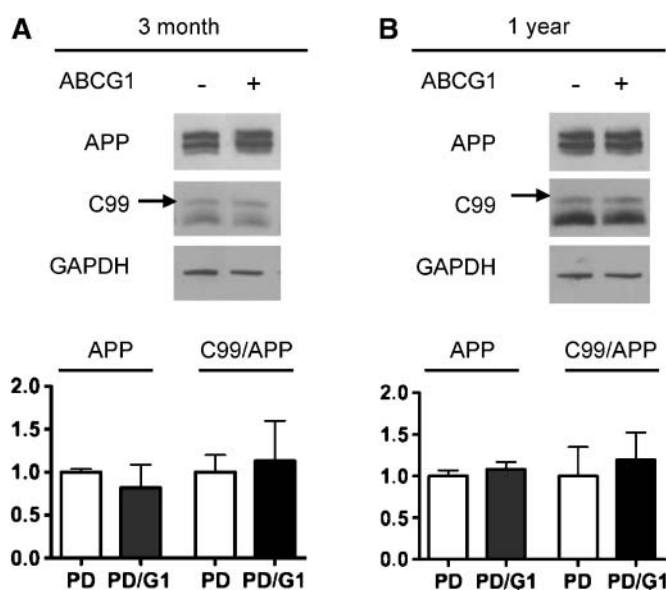 A 3 month
ABCG1 - +
APP
C99
GAPDH
APP C99/APP
2.0
1.5
1.0
0.5
0.0
PD PD/G1 PD PD/G1
B 1 year
ABCG1 - +
APP
C99
GAPDH
APP C99/APP
2.0
1.5
1.0
0.5
0.0
PD PD/G1 PD PD/G1